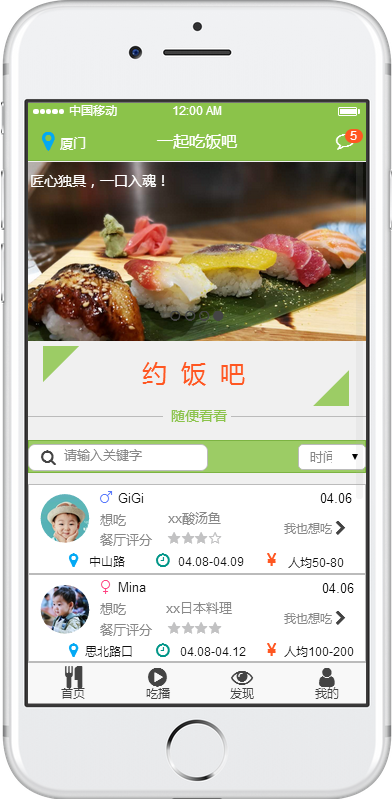 中国移动 12:00 AM
厦门 一起吃饭吧 5
匠心独具，一口入魂！
约饭吧
随便看看
请输入关键字 时间
GiGi 04.06
想吃 xx酸汤鱼
我也想吃
餐厅评分
中山路 04.08-04.09 人均50-80
Mina 04.06
想吃 xx日本料理
我也想吃
餐厅评分
思北路口 04.08-04.12 人均100-200
首页 吃播 发现 我的